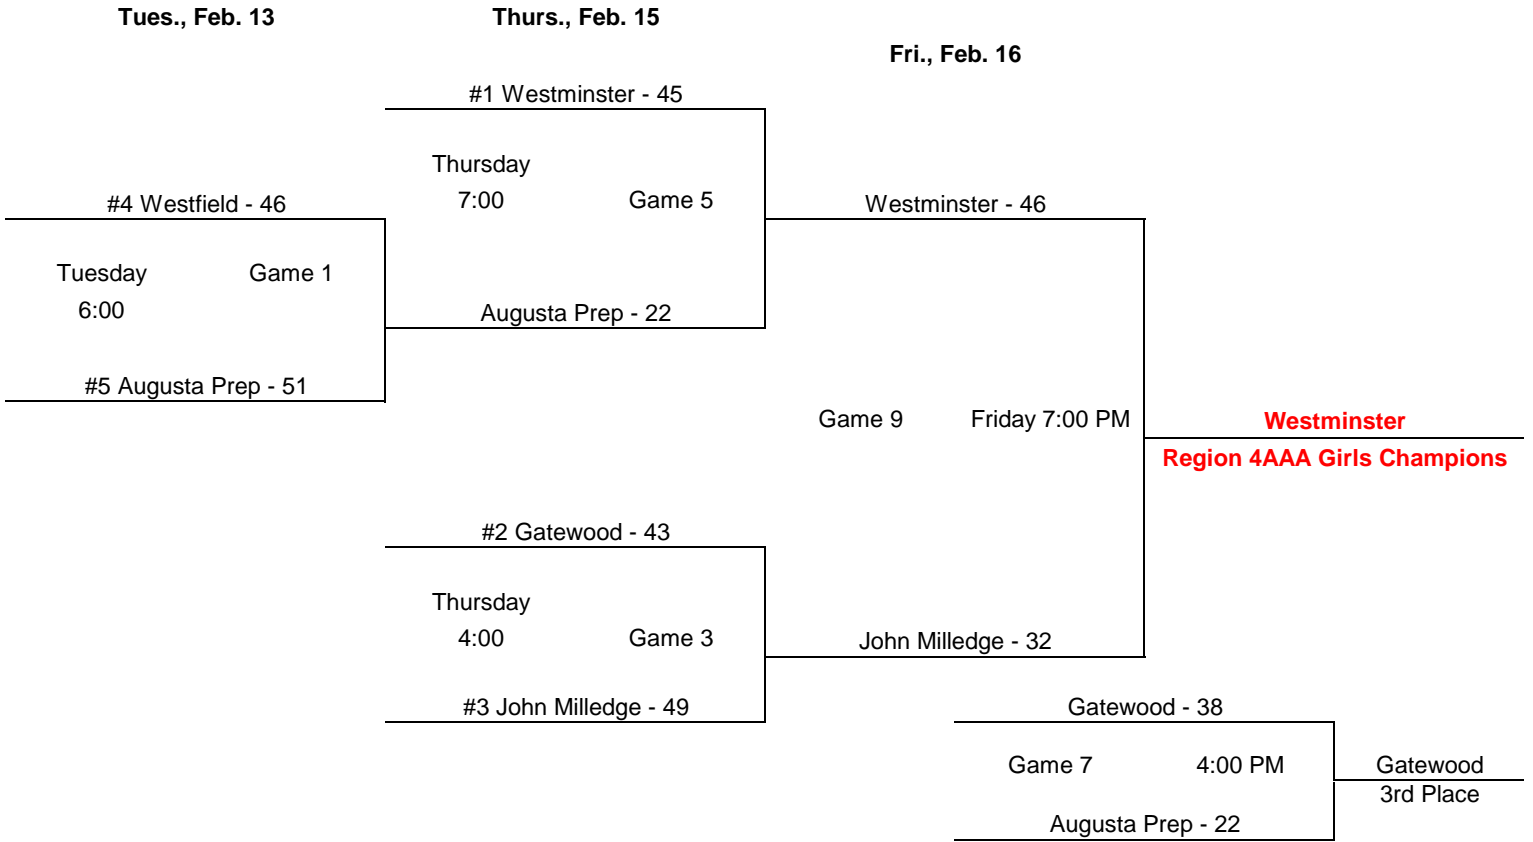 Tues., Feb. 13
Thurs., Feb. 15
Fri., Feb. 16
#1 Westminster - 45
Thursday
#4 Westfield - 46
7:00
Game 5
Westminster - 46
Tuesday
Game 1
6:00
Augusta Prep - 22
#5 Augusta Prep - 51
Game 9
Friday 7:00 PM
Westminster
Region 4AAA Girls Champions
#2 Gatewood - 43
Thursday
4:00
Game 3
John Milledge - 32
#3 John Milledge - 49
Gatewood - 38
Game 7
4:00 PM
Gatewood
3rd Place
Augusta Prep - 22